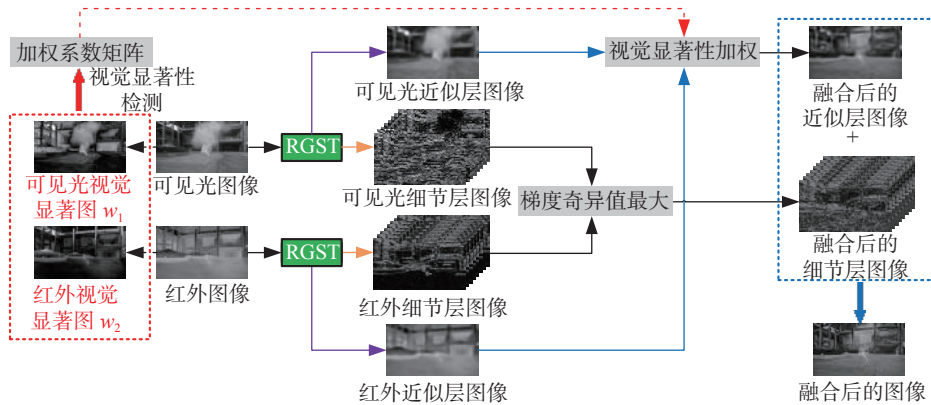 加权系数矩阵
视觉显著性
检测
可见光视觉
显著图 w₁
可见光图像
RGST
可见光近似层图像
可见光细节层图像
视觉显著性加权
梯度奇异值最大
融合后的
近似层图像
+
融合后的
细节层图像
红外视觉
显著图 w₂
红外图像
RGST
红外细节层图像
红外近似层图像
融合后的图像